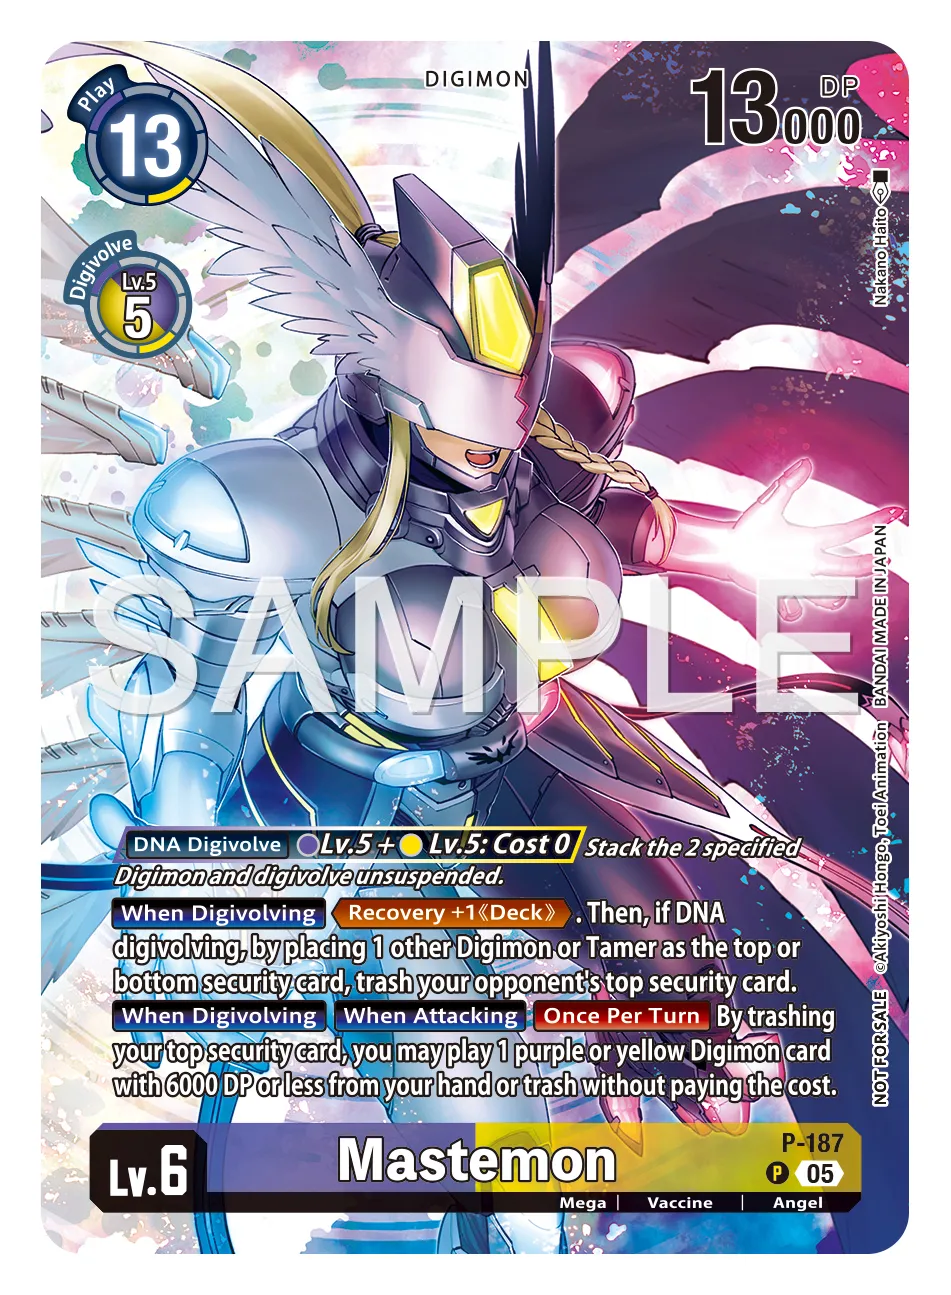 DIGIMON
Play
13
13000
DP
Digivolve
Lv.5
5
Nakano Haito
SAMPLE
BANDAI MADE IN JAPAN
©Akiyoshi Hongo, Toei Animation
NOT FOR SALE
DNA Digivolve Lv.5 + Lv.5: Cost 0 Stack the 2 specified
Digimon and digivolve unsuspended.
When Digivolving Recovery +1《Deck》. Then, if DNA
digivolving, by placing 1 other Digimon or Tamer as the top or
bottom security card, trash your opponent's top security card.
When Digivolving When Attacking Once Per Turn By trashing
your top security card, you may play 1 purple or yellow Digimon card
with 6000 DP or less from your hand or trash without paying the cost.
Lv.6
Mastemon
P-187
P 05
Mega | Vaccine | Angel